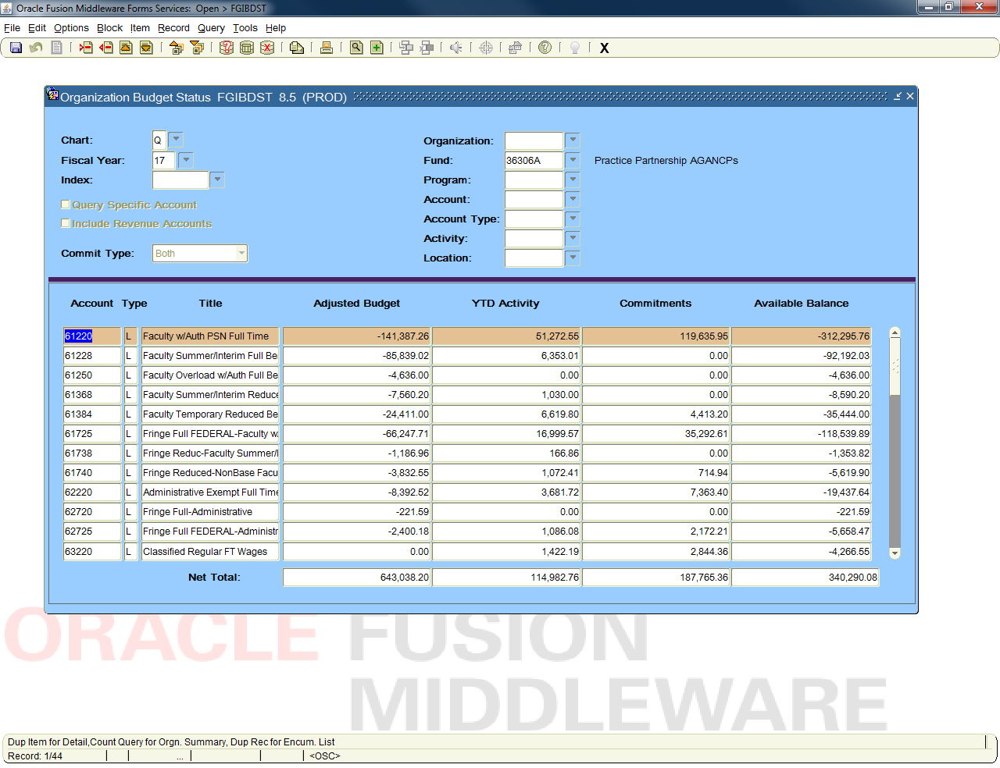 Oracle Fusion Middleware Forms Services:  Open > FGIBDST
File Edit Options Block Item Record Query Tools Help
X
Organization Budget Status  FGIBDST  8.5  (PROD)
Chart: Q Organization:
Fiscal Year: 17 Fund: 36306A Practice Partnership AGANCPs
Index: Program:
Query Specific Account Account:
Include Revenue Accounts Account Type:
Activity:
Commit Type: Both Location:
Account Type Title Adjusted Budget YTD Activity Commitments Available Balance
61220 L Faculty w/Auth PSN Full Time -141,387.26 51,272.55 119,635.95 -312,295.76
61228 L Faculty Summer/Interim Full Be -85,839.02 6,353.01 0.00 -92,192.03
61250 L Faculty Overload w/Auth Full Be -4,636.00 0.00 0.00 -4,636.00
61368 L Faculty Summer/Interim Reduce -7,560.20 1,030.00 0.00 -8,590.20
61384 L Faculty Temporary Reduced Be -24,411.00 6,619.80 4,413.20 -35,444.00
61725 L Fringe Full FEDERAL-Faculty w -66,247.71 16,999.57 35,292.61 -118,539.89
61738 L Fringe Reduc-Faculty Summer/ -1,186.96 166.86 0.00 -1,353.82
61740 L Fringe Reduced-NonBase Facu -3,832.55 1,072.41 714.94 -5,619.90
62220 L Administrative Exempt Full Time -8,392.52 3,681.72 7,363.40 -19,437.64
62720 L Fringe Full-Administrative -221.59 0.00 0.00 -221.59
62725 L Fringe Full FEDERAL-Administr -2,400.18 1,086.08 2,172.21 -5,658.47
63220 L Classified Regular FT Wages 0.00 1,422.19 2,844.36 -4,266.55
Net Total: 643,038.20 114,982.76 187,765.36 340,290.08
ORACLE FUSION
MIDDLEWARE
Dup Item for Detail,Count Query for Orgn. Summary, Dup Rec for Encum. List
Record: 1/44 ... <OSC>